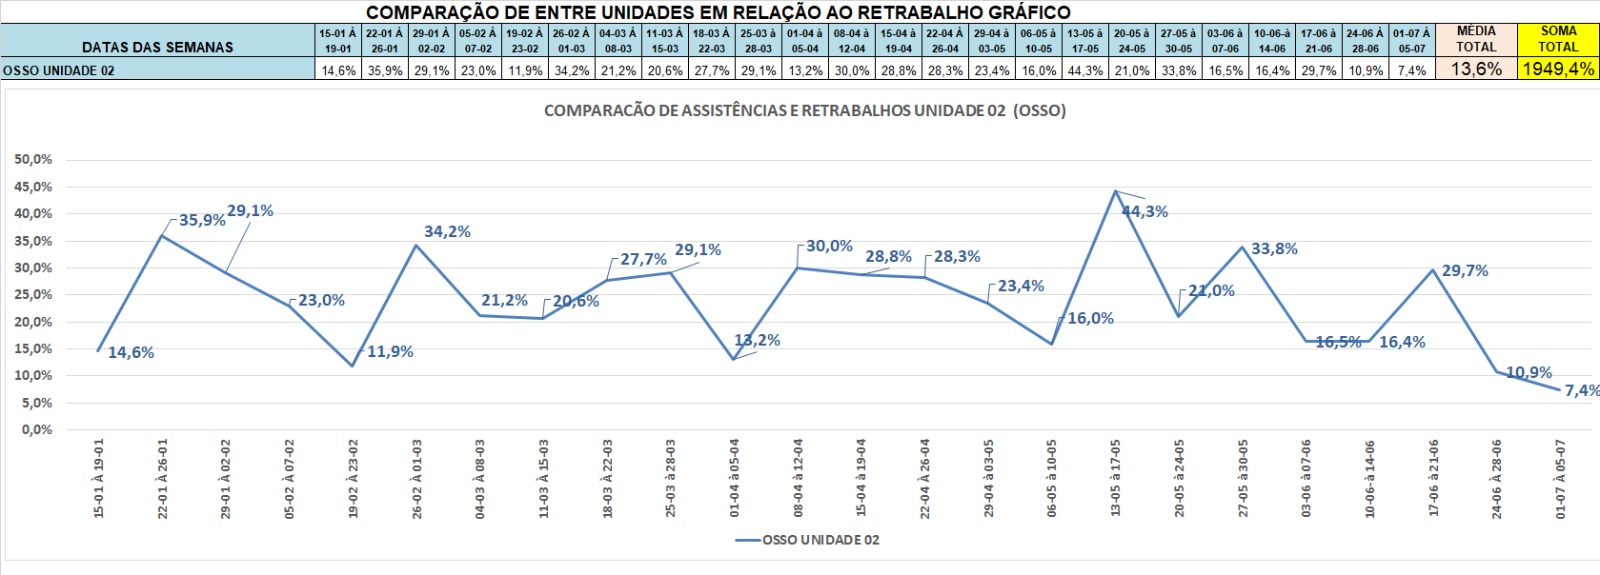 COMPARAÇÃO DE ENTRE UNIDADES EM RELAÇÃO AO RETRABALHO GRÁFICO
DATAS DAS SEMANAS 15-01 À 19-01 22-01 À 26-01 29-01 À 02-02 05-02 À 07-02 19-02 À 23-02 26-02 À 01-03 04-03 À 08-03 11-03 À 15-03 18-03 À 22-03 25-03 à 28-03 01-04 à 05-04 08-04 à 12-04 15-04 à 19-04 22-04 À 26-04 29-04 à 03-05 06-05 à 10-05 13-05 à 17-05 20-05 à 24-05 27-05 à 30-05 03-06 à 07-06 10-06-à 14-06 17-06 à 21-06 24-06 À 28-06 01-07 À 05-07 MÉDIA TOTAL SOMA TOTAL
OSSO UNIDADE 02 14,6% 35,9% 29,1% 23,0% 11,9% 34,2% 21,2% 20,6% 27,7% 29,1% 13,2% 30,0% 28,8% 28,3% 23,4% 16,0% 44,3% 21,0% 33,8% 16,5% 16,4% 29,7% 10,9% 7,4% 13,6% 1949,4%
COMPARAÇÃO DE ASSISTÊNCIAS E RETRABALHOS UNIDADE 02 (OSSO)
50,0%
45,0%
40,0%
35,0%
30,0%
25,0%
20,0%
15,0%
10,0%
5,0%
0,0%
14,6%
35,9%
29,1%
23,0%
11,9%
34,2%
21,2%
20,6%
27,7%
29,1%
13,2%
30,0%
28,8%
28,3%
23,4%
16,0%
44,3%
21,0%
33,8%
16,5%
16,4%
29,7%
10,9%
7,4%
15-01 À 19-01
22-01 À 26-01
29-01 À 02-02
05-02 À 07-02
19-02 À 23-02
26-02 À 01-03
04-03 À 08-03
11-03 À 15-03
18-03 À 22-03
25-03 à 28-03
01-04 à 05-04
08-04 à 12-04
15-04 à 19-04
22-04 À 26-04
29-04 à 03-05
06-05 à 10-05
13-05 à 17-05
20-05 à 24-05
27-05 à 30-05
03-06 à 07-06
10-06-à 14-06
17-06 à 21-06
24-06 À 28-06
01-07 À 05-07
OSSO UNIDADE 02